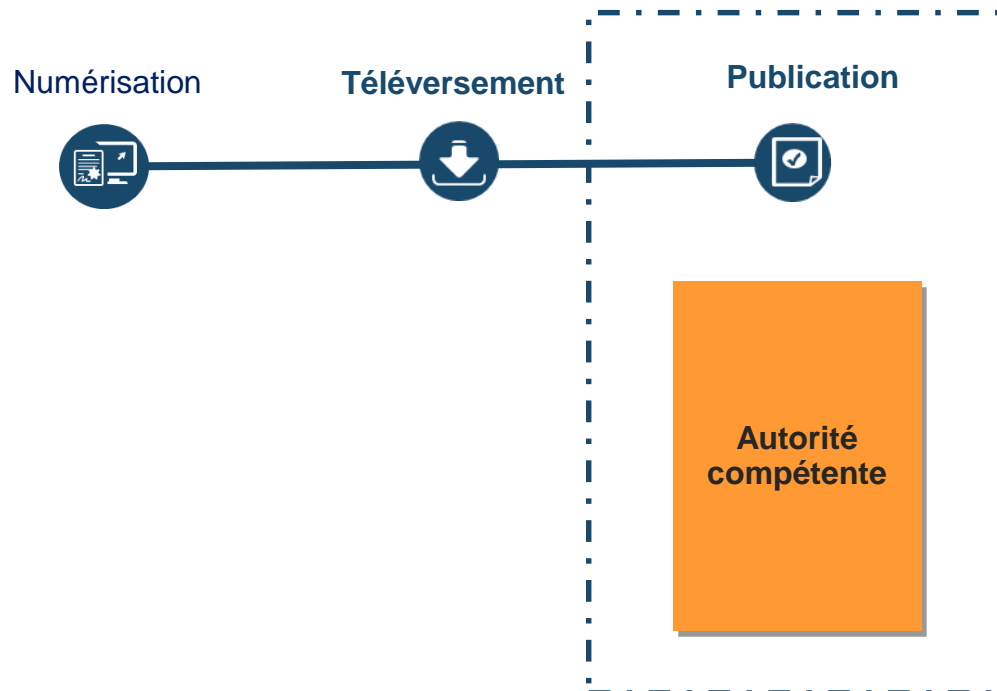 Numérisation
Téléversement
Publication
Autorité
compétente